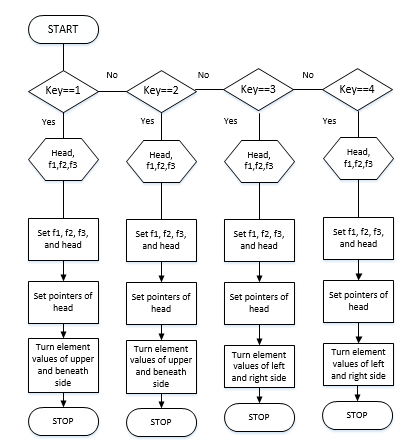 START
Key==1
No
Key==2
No
Key==3
No
Key==4
Yes
Yes
Yes
Yes
Head,
f1,f2,f3
Head,
f1,f2,f3
Head,
f1,f2,f3
Head,
f1,f2,f3
Set f1, f2, f3,
and head
Set f1, f2, f3,
and head
Set f1, f2, f3,
and head
Set f1, f2, f3,
and head
Set pointers of
head
Set pointers of
head
Set pointers of
head
Set pointers of
head
Turn element
values of upper
and beneath
side
Turn element
values of upper
and beneath
side
Turn element
values of left
and right side
Turn element
values of left
and right side
STOP
STOP
STOP
STOP